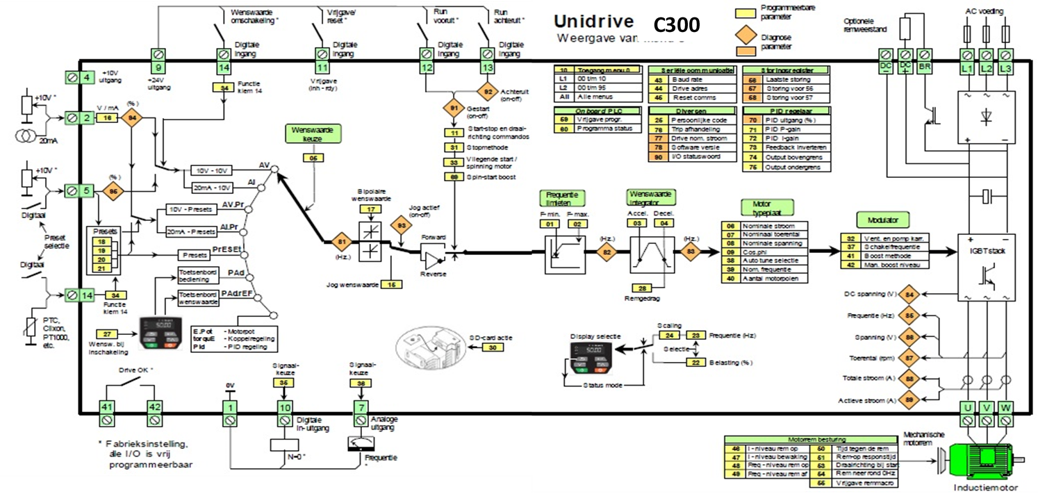 Unidrive C300
Weergave van
Programmeerbare
parameter
Diagnose
parameter
Wenswaarde
omschakeling *
Vrijgave/
reset *
Run
vooruit *
Run
achteruit *
Digitale
ingang
Digitale
ingang
Digitale
ingang
Digitale
ingang
Optionele
remweerstand
AC voeding
9
14
11
12
13
DC -
DC +
BR
L1
L2
L3
4
+10V
uitgang
+24V
uitgang
34
Functie
klem 14
Vrijgave
(inh - rdy)
92
Achteruit
(on-off)
91
Gestart
(on-off)
11
Start-stop en draai-
richting commandos
31
Stopmethode
33
Vliegende start /
spinning motor
Spin-start boost
10 Toegang menu 0
L1 00 tm 10
L2 00 tm 95
All Alle menus
Seriële communicatie
43 Baud rate
44 Drive adres
45 Reset comms
Storingsregister
56 Laatste storing
57 Storing voor 56
58 Storing voor 57
On board PLC
59 Vrijgave progr.
60 Programma status
Diversen
25 Persoonlijke code
76 Trip afhandeling
77 Drive nom. stroom
78 Software versie
90 I/O statuswoord
PID regelaar
70 PID uitgang (%)
71 PID P-gain
72 PID I-gain
73 Feedback inverteren
74 Output bovengrens
75 Output ondergrens
+10V *
2
V / mA
16
(%)
94
20mA
+10V *
5
(%)
95
Digitaal
Preset
selectie
Digitaal
Presets
18
19
20
21
14
34
Functie
klem 14
PTC,
Clixon,
PT1000,
etc.
27
Wensw. bij
inschakeling
Wenswaarde
keuze
05
10V - 10V
20mA - 10V
10V - Presets
20mA - Presets
Presets
Toetsenbord
bediening
Toetsenbord
wenswaarde
AV
AI
AV.Pr
AI.Pr
PrESEt
PAd
PAdrEF
E.Pot - Motorpot
torquE - Koppelregeling
Pid - PID regeling
81
(Hz.)
Bipolaire
wenswaarde
17
Jog actief
(on-off)
93
Jog wenswaarde
15
Forward
Reverse
Frequentie
limieten
F-min.
F-max.
01
02
(Hz.)
82
Wenswaarde
integrator
Accel.
Decel.
03
04
28
Remgedrag
(Hz.)
83
Motor
typeplaat
06 Nominale stroom
07 Nominaal toerental
08 Nominale spanning
09 Cos.phi
38 Auto tune selectie
39 Nom. frequentie
40 Aantal motorpolen
Modulator
32 Vent. en pomp kar.
37 Schakelfrequentie
41 Boost methode
42 Man. boost niveau
IGBT stack
DC spanning (V)
84
Frequentie (Hz)
85
Spanning (V)
86
Toerental (rpm)
87
Totale stroom (A)
88
Actieve stroom (A)
89
SD-card actie
30
Display selectie
Scaling
24
23
Frequentie (Hz)
Selectie
22
Belasting (%)
Status mode
Drive OK *
41
42
0V
1
Signaal-
keuze
35
10
Digitale
in-uitgang
N=0 *
Signaal-
keuze
36
7
Analoge
uitgang
Frequentie
*
U
V
W
* Fabrieksinstelling,
die I/O is vrij
programmeerbaar
Motorrem besturing
46 I - niveau rem op
47 I - niveau bewaking
48 Freq - niveau rem op
49 Freq - niveau rem af
50 Tijd tegen de rem
51 Rem-op responstijd
53 Draairichting bij start
54 Rem neer rond 0Hz.
55 Vrijgave remmacro
Mechanische
motorrem
Inductiemotor